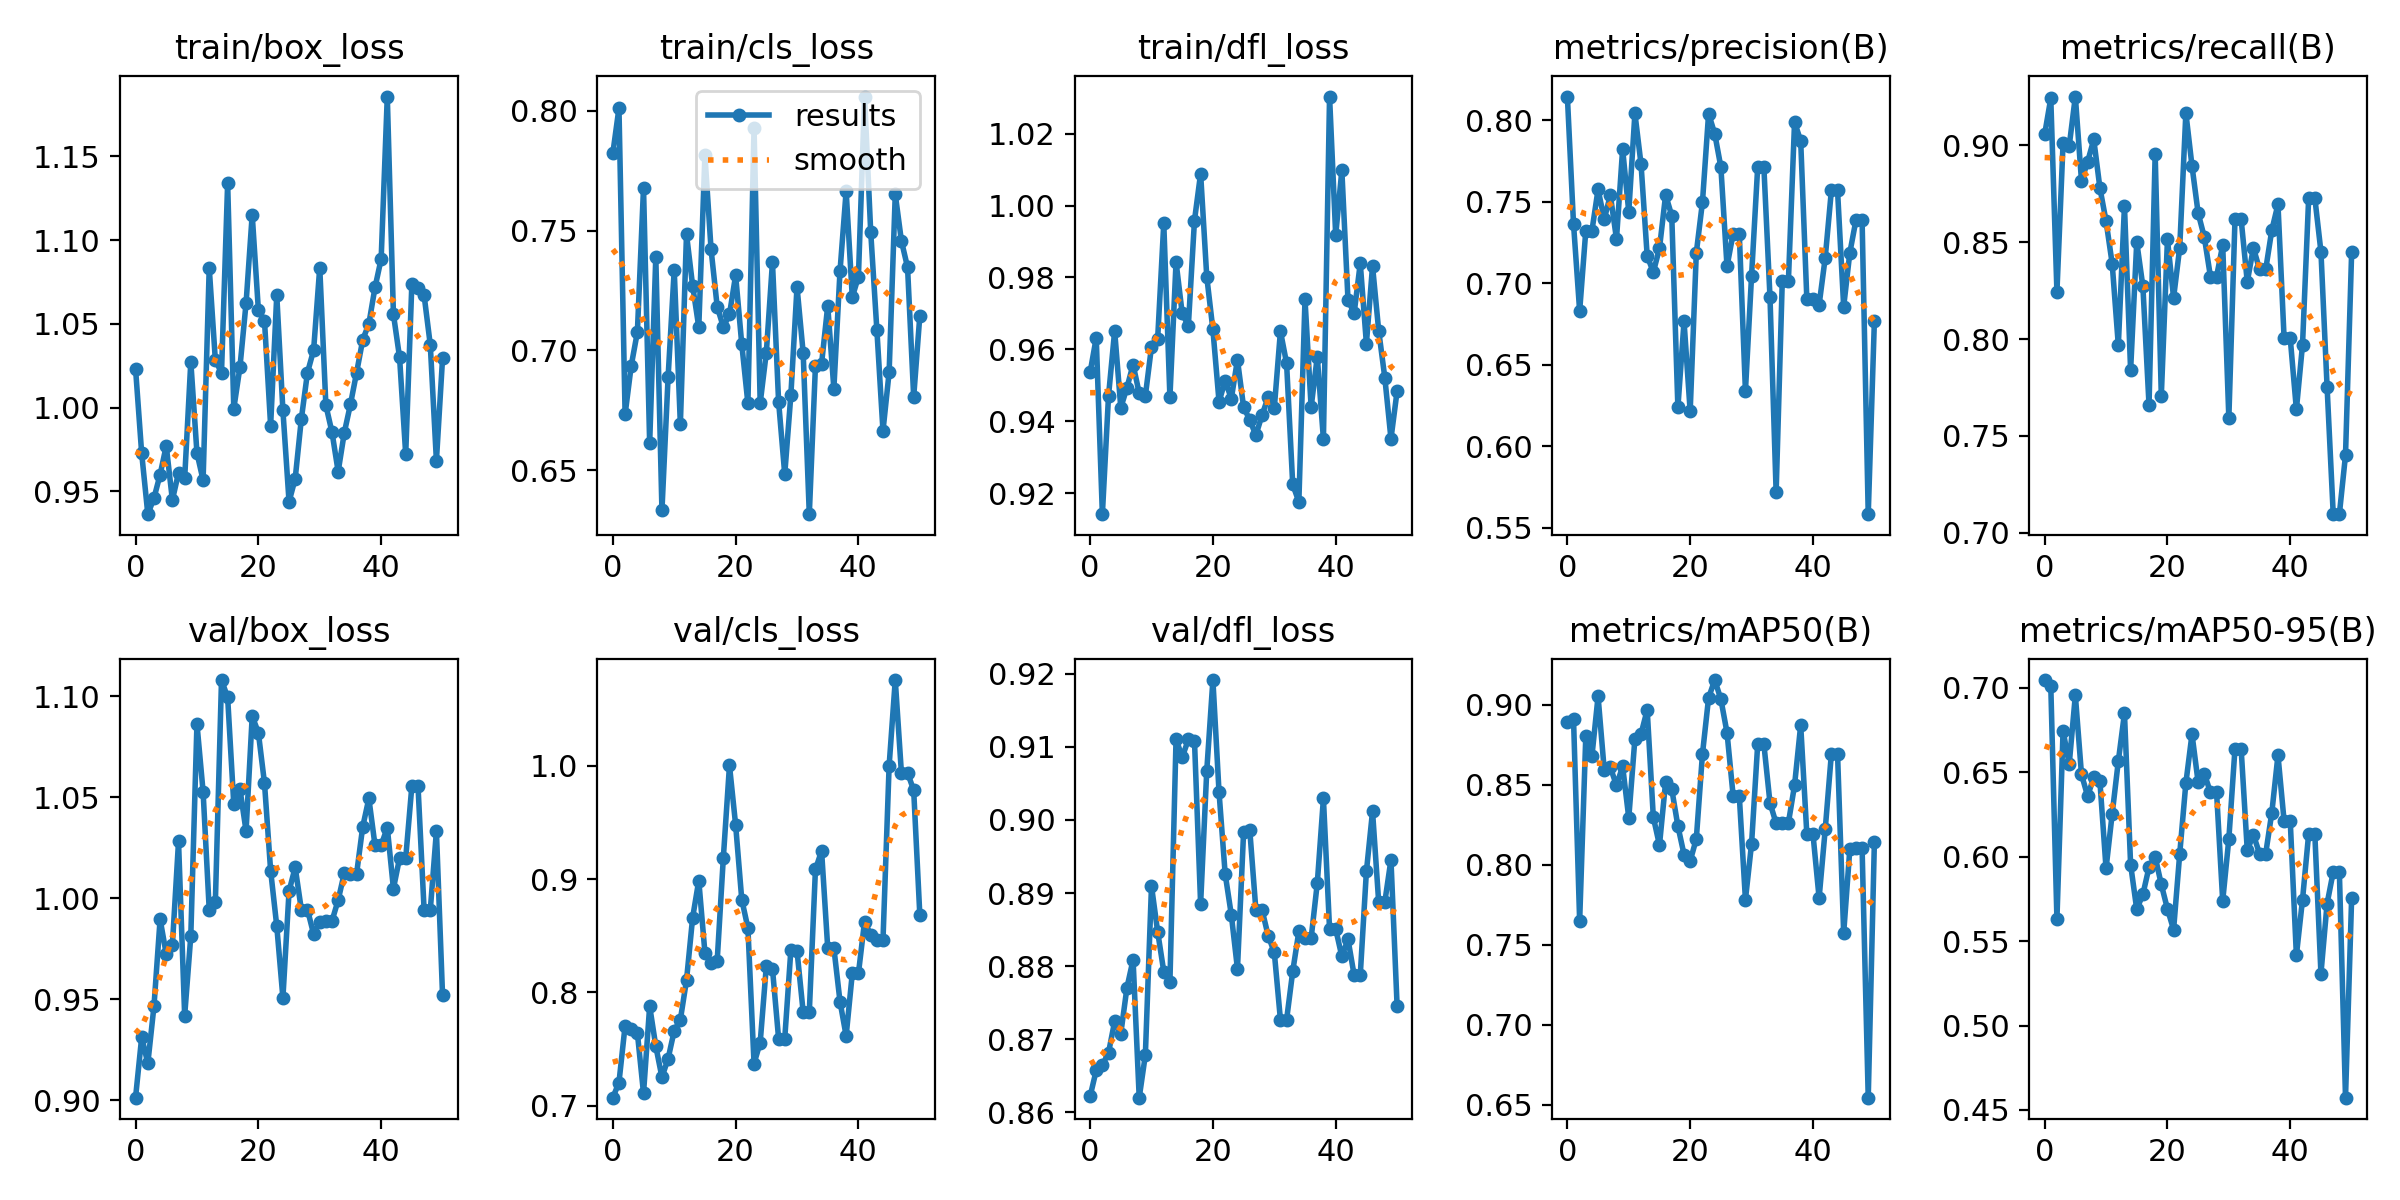 train/box_loss
1.15
1.10
1.05
1.00
0.95
0 20 40
train/cls_loss
results
smooth
0.80
0.75
0.70
0.65
0 20 40
train/dfl_loss
1.02
1.00
0.98
0.96
0.94
0.92
0 20 40
metrics/precision(B)
0.80
0.75
0.70
0.65
0.60
0.55
0 20 40
metrics/recall(B)
0.90
0.85
0.80
0.75
0.70
0 20 40
val/box_loss
1.10
1.05
1.00
0.95
0.90
0 20 40
val/cls_loss
1.0
0.9
0.8
0.7
0 20 40
val/dfl_loss
0.92
0.91
0.90
0.89
0.88
0.87
0.86
0 20 40
metrics/mAP50(B)
0.90
0.85
0.80
0.75
0.70
0.65
0 20 40
metrics/mAP50-95(B)
0.70
0.65
0.60
0.55
0.50
0.45
0 20 40